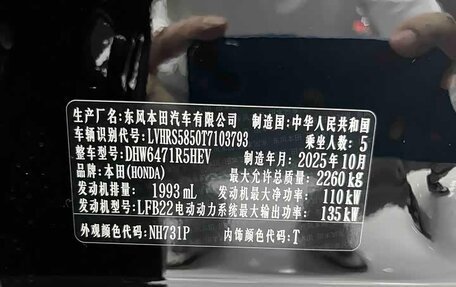 生产厂名:东风本田汽车有限公司 制造国:中华人民共和国
车辆识别代号:LVHRS5850T7103793 乘坐人数:5
整车型号:DHW6471R5HEV 制造年月:2025年10月
品牌:本田(HONDA) 最大允许总质量:2260kg
发动机排量:1993mL 发动机最大净功率:110kW
发动机型号:LFB22电动动力系统最大输出功率:135kW
外观颜色代码:NH731P 内饰颜色代码:T